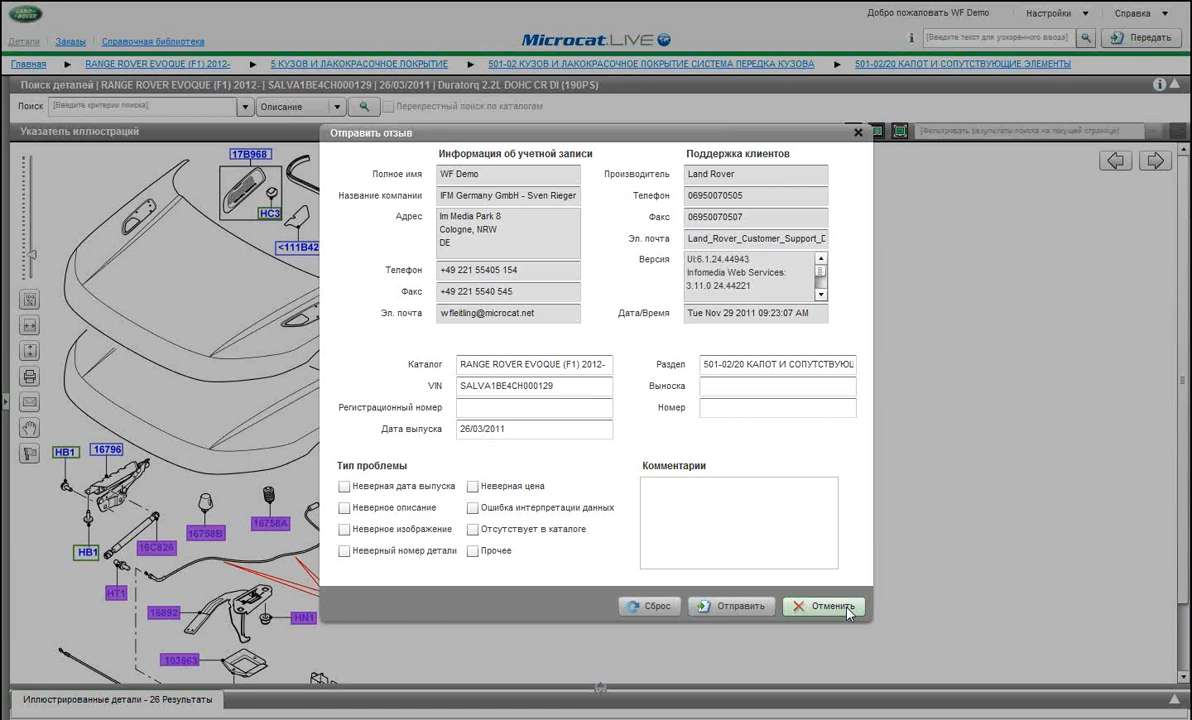 LAND ROVER
Добро пожаловать WF Demo Настройки Справка
Детали Заказы Справочная библиотека
Microcat.LIVE
[Введите текст для ускоренного ввода] Передать
Главная RANGE ROVER EVOQUE (F1) 2012- 5 КУЗОВ И ЛАКОКРАСОЧНОЕ ПОКРЫТИЕ 501-02 КУЗОВ И ЛАКОКРАСОЧНОЕ ПОКРЫТИЕ СИСТЕМА ПЕРЕДКА КУЗОВА 501-02/20 КАПОТ И СОПУТСТВУЮЩИЕ ЭЛЕМЕНТЫ
Поиск деталей | RANGE ROVER EVOQUE (F1) 2012- | SALVA1BE4CH000129 | 26/03/2011 | Duratorq 2.2L DOHC CR DI (190PS)
Поиск [Введите критерии поиска] Описание Перекрестный поиск по каталогам
Указатель иллюстраций
[Фильтровать результаты поиска на текущей странице]
Отправить отзыв
Информация об учетной записи
Полное имя WF Demo
Название компании IFM Germany GmbH - Sven Rieger
Адрес Im Media Park 8
Cologne, NRW
DE
Телефон +49 221 55405 154
Факс +49 221 5540 545
Эл. почта wfleitling@microcat.net
Поддержка клиентов
Производитель Land Rover
Телефон 06950070505
Факс 06950070507
Эл. почта Land_Rover_Customer_Support_D
Версия UI:6.1.24.44943
Infomedia Web Services:
3.11.0 24.44221
Дата/Время Tue Nov 29 2011 09:23:07 AM
Каталог RANGE ROVER EVOQUE (F1) 2012-
VIN SALVA1BE4CH000129
Регистрационный номер
Дата выпуска 26/03/2011
Раздел 501-02/20 КАПОТ И СОПУТСТВУЮЩ
Выноска
Номер
Тип проблемы
Неверная дата выпуска Неверная цена
Неверное описание Ошибка интерпретации данных
Неверное изображение Отсутствует в каталоге
Неверный номер детали Прочее
Комментарии
Сброс Отправить Отменить
17B968
HC3
<111B42
HB1
16796
16758A
16758B
16C826
HB1
HT1
16892
HN1
103663
Иллюстрированные детали - 26 Результаты